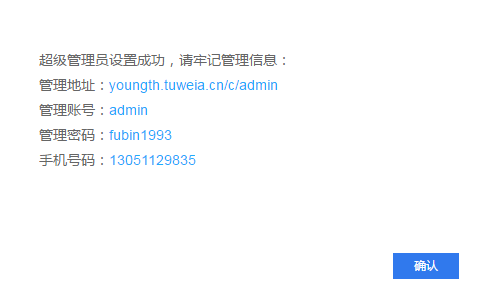 超级管理员设置成功，请牢记管理信息：
管理地址：youngth.tuweia.cn/c/admin
管理账号：admin
管理密码：fubin1993
手机号码：13051129835
确认